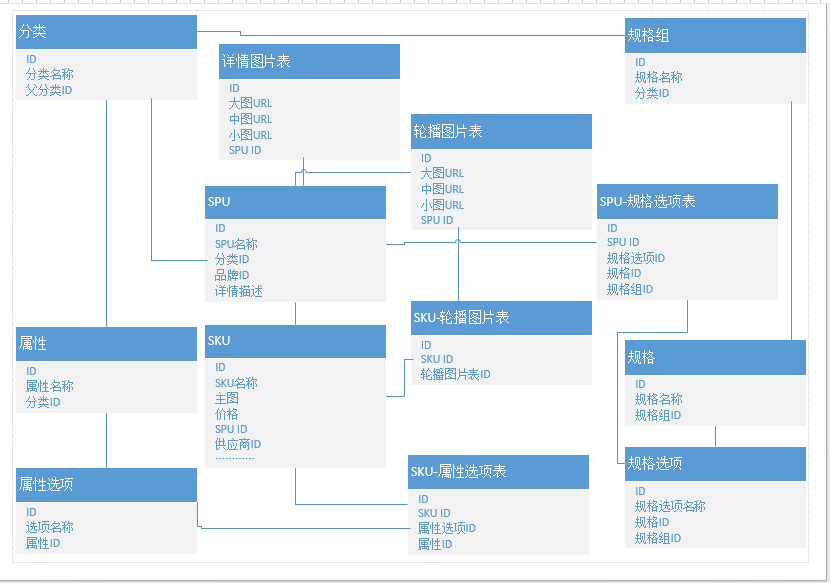 分类
ID
分类名称
父分类ID
详情图片表
ID
大图URL
中图URL
小图URL
SPU ID
轮播图片表
ID
大图URL
中图URL
小图URL
SPU ID
规格组
ID
规格名称
分类ID
SPU
ID
SPU名称
分类ID
品牌ID
详情描述
SPU-规格选项表
ID
SPU ID
规格选项ID
规格ID
规格组ID
属性
ID
属性名称
分类ID
SKU
ID
SKU名称
主图
价格
SPU ID
供应商ID
------------
SKU-轮播图片表
ID
SKU ID
轮播图片表ID
规格
ID
规格名称
规格组ID
属性选项
ID
选项名称
属性ID
SKU-属性选项表
ID
SKU ID
属性选项ID
属性ID
规格选项
ID
规格选项名称
规格ID
规格组ID